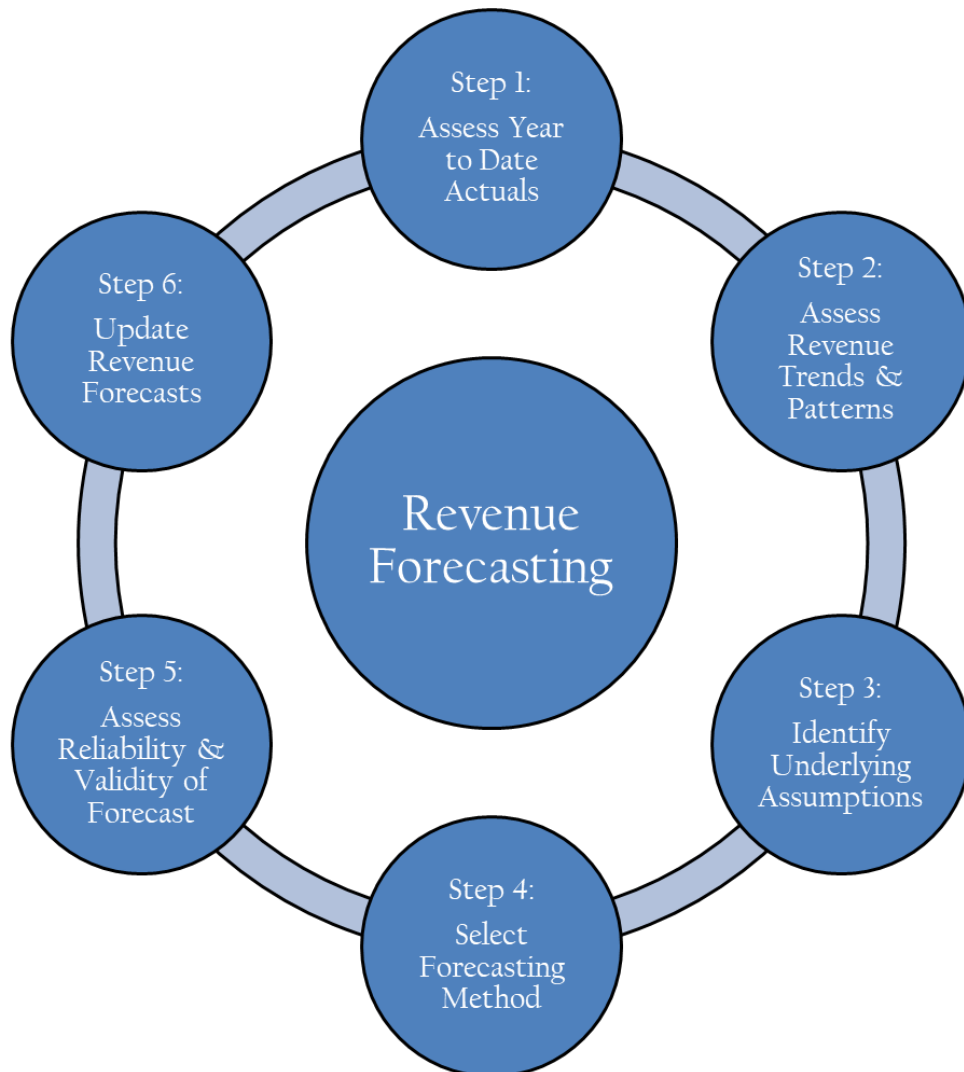 Step 1:
Assess Year
to Date
Actuals
Step 2:
Assess
Revenue
Trends &
Patterns
Step 3:
Identify
Underlying
Assumptions
Step 4:
Select
Forecasting
Method
Step 5:
Assess
Reliability &
Validity of
Forecast
Step 6:
Update
Revenue
Forecasts
Revenue
Forecasting